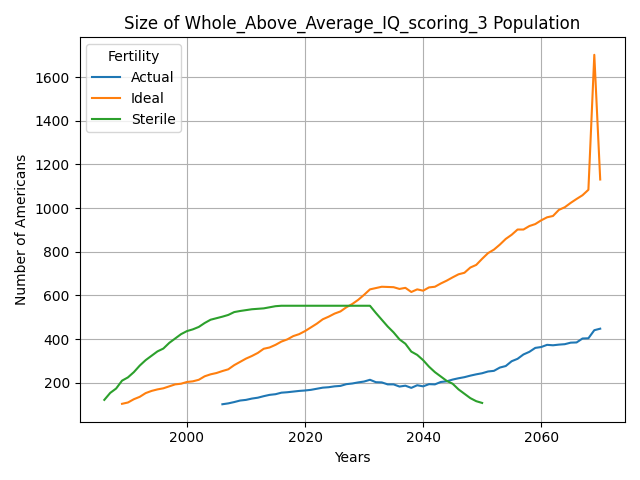 Size of Whole_Above_Average_IQ_scoring_3 Population
Fertility
Actual
Ideal
Sterile
Number of Americans
1600
1400
1200
1000
800
600
400
200
2000
2020
2040
2060
Years